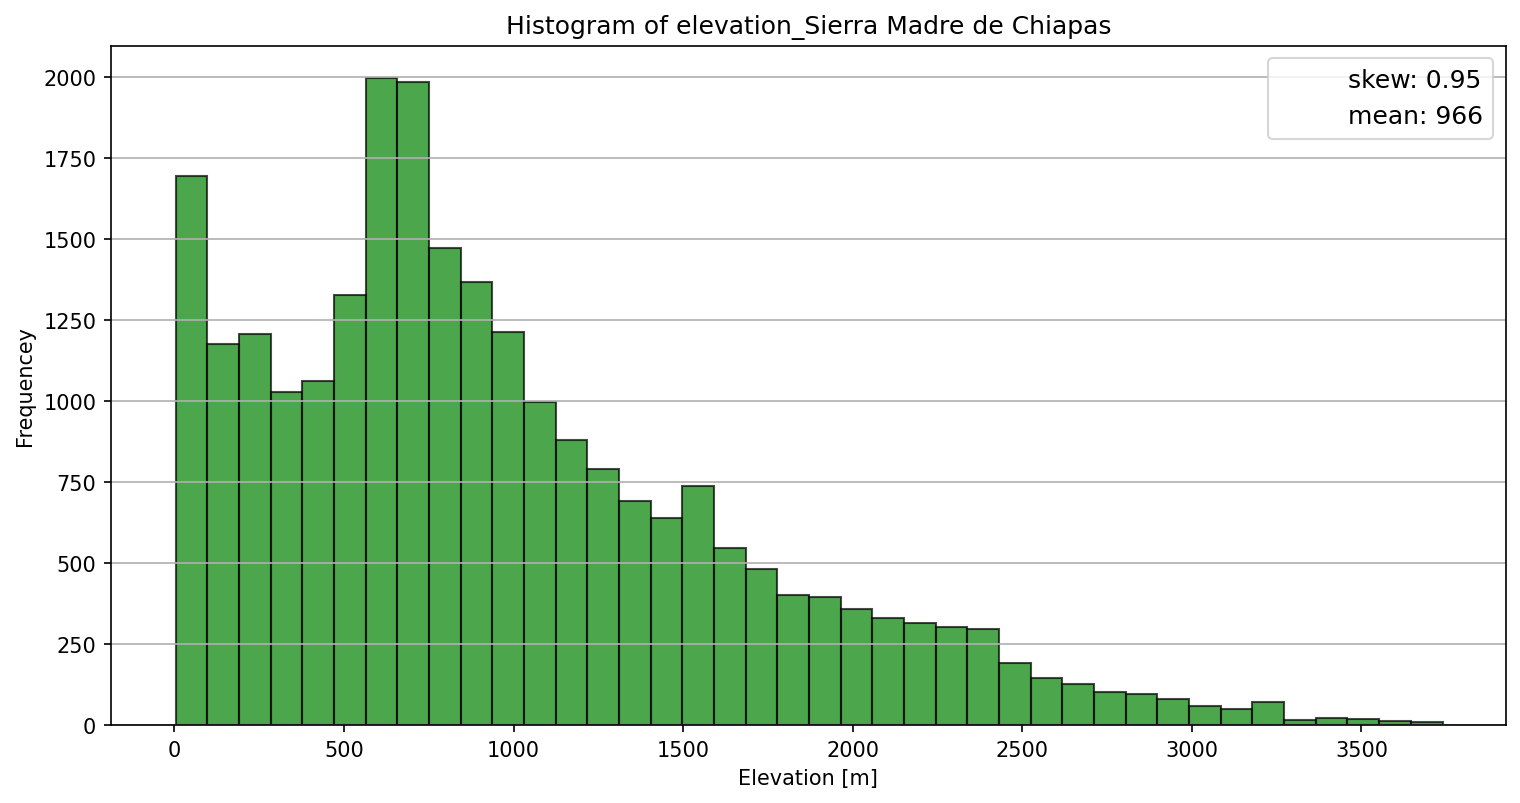 Histogram of elevation_Sierra Madre de Chiapas
skew: 0.95
mean: 966
2000
1750
1500
1250
1000
750
500
250
0
Frequencey
0 500 1000 1500 2000 2500 3000 3500
Elevation [m]